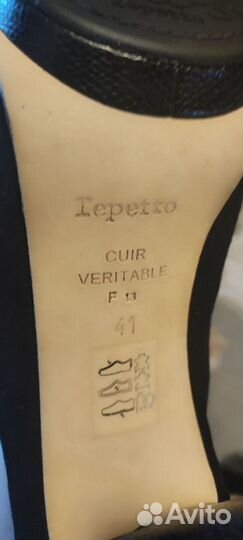 Repetto
CUIR
VERITABLE
F 13
41
Avito